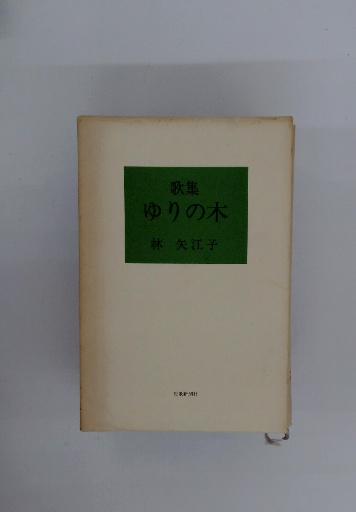 歌集
ゆりの木
林 矢江子